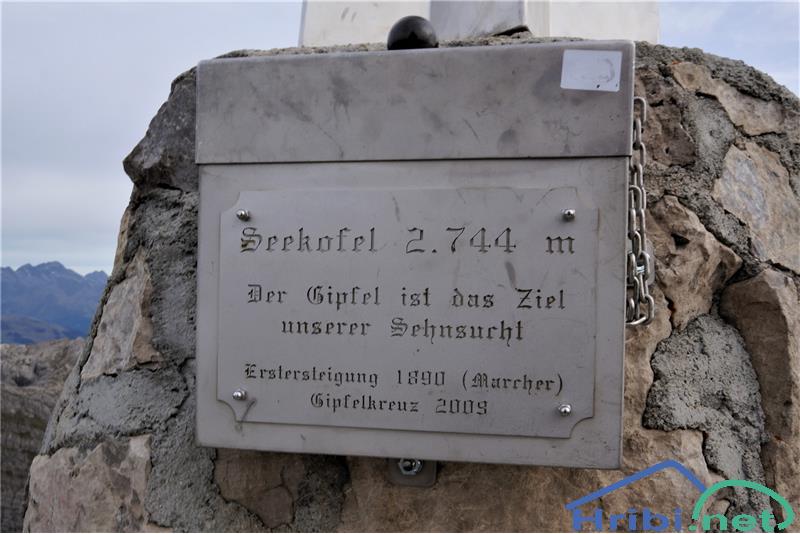 Seekofel 2.744 m
Der Gipfel ist das Ziel
unserer Sehnsucht
Erstersteigung 1890 (Marcher)
Gipfelkreuz 2009
Hribi.net